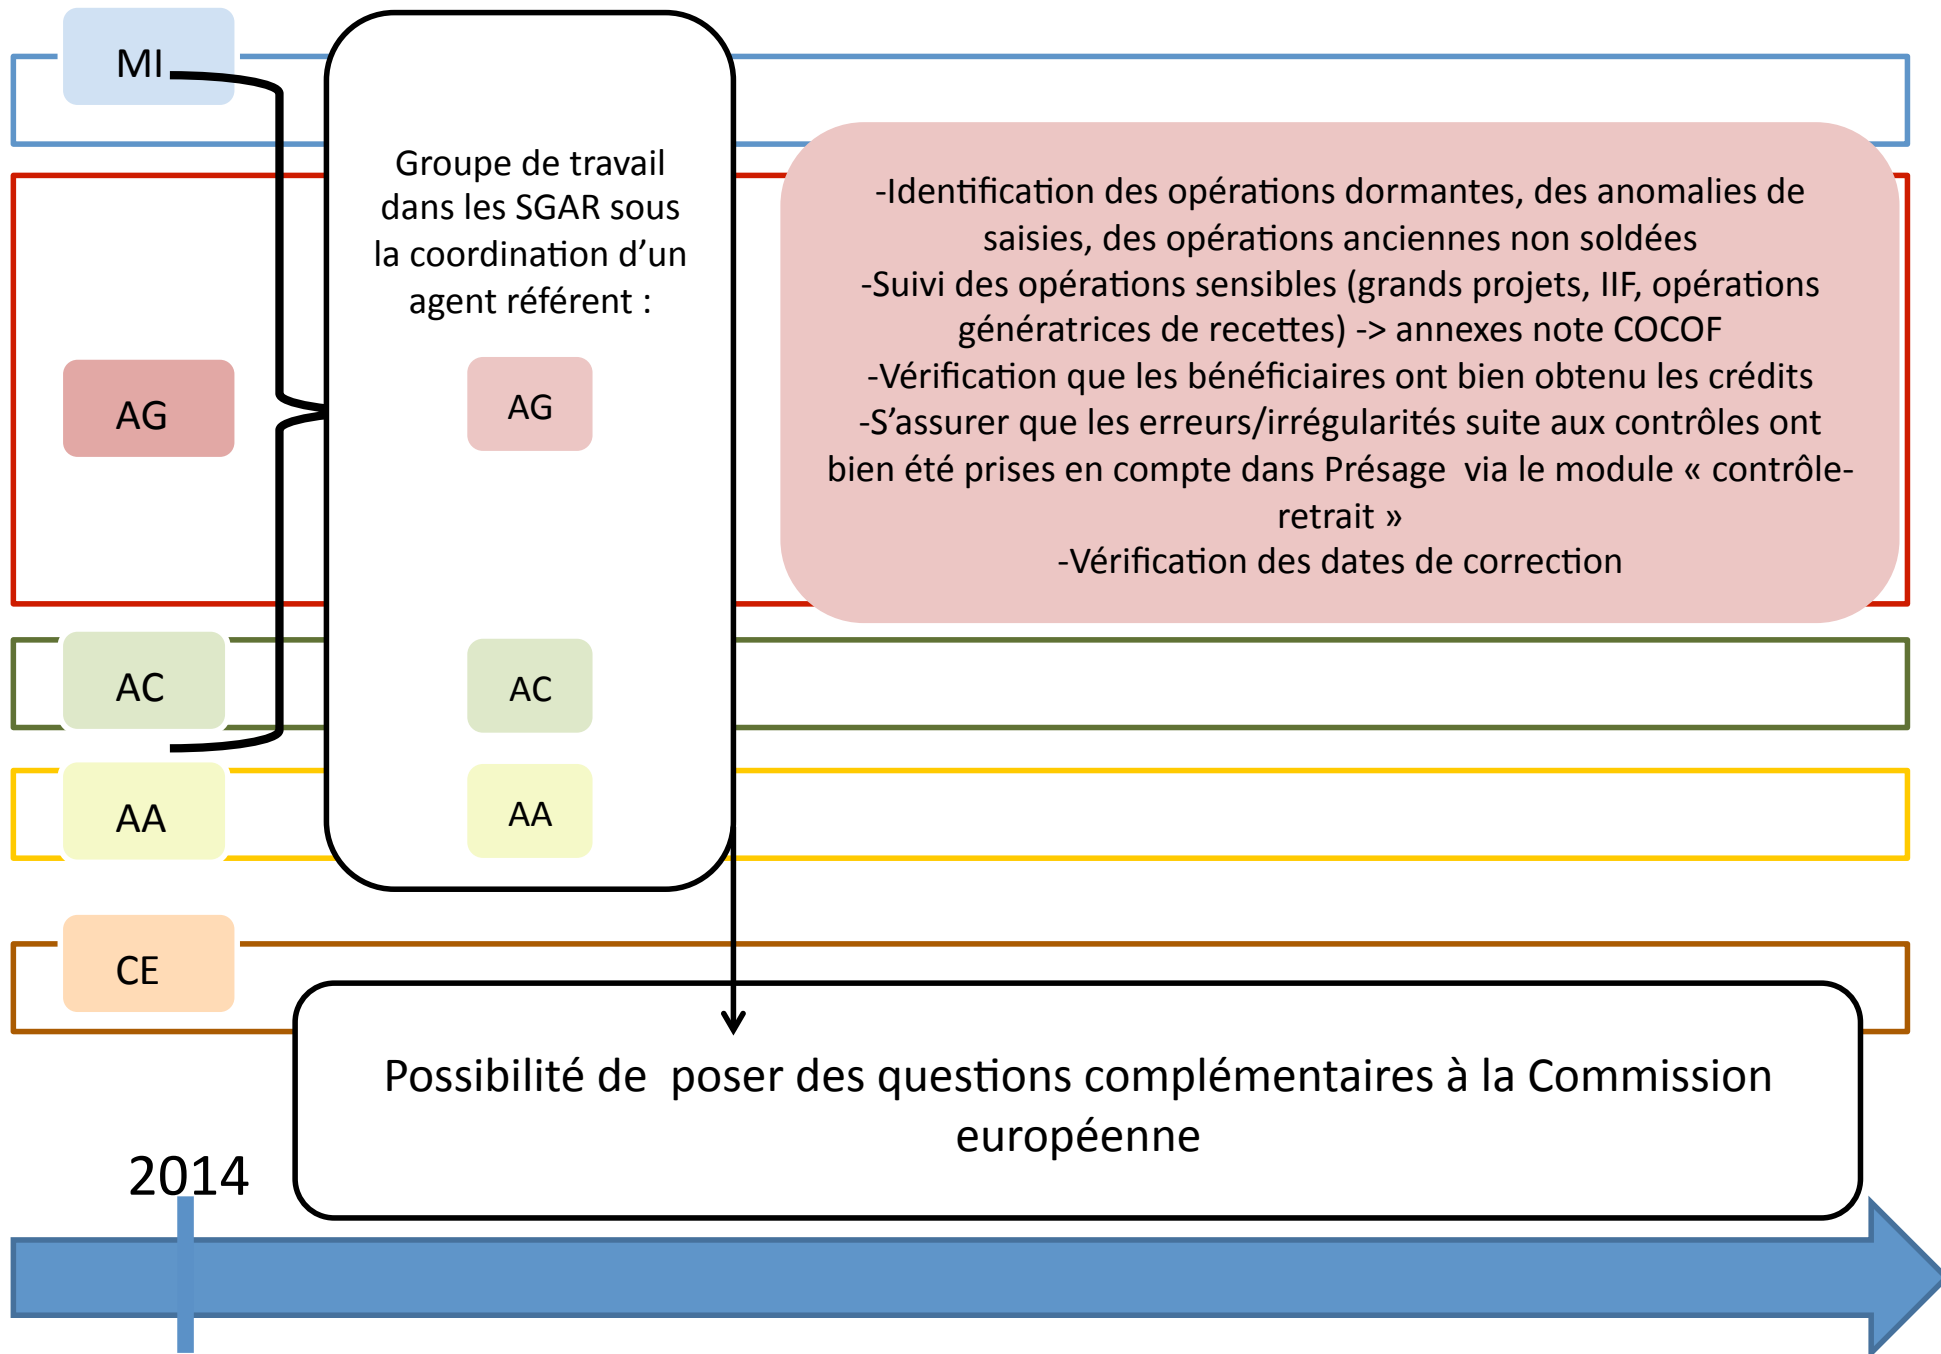 MI
Groupe de travail
dans les SGAR sous
la coordination d’un
agent référent :
-Identification des opérations dormantes, des anomalies de
saisies, des opérations anciennes non soldées
-Suivi des opérations sensibles (grands projets, IIF, opérations
génératrices de recettes) -> annexes note COCOF
-Vérification que les bénéficiaires ont bien obtenu les crédits
-S’assurer que les erreurs/irrégularités suite aux contrôles ont
bien été prises en compte dans Présage  via le module « contrôle-
retrait »
-Vérification des dates de correction
AG
AG
AC
AC
AA
AA
CE
Possibilité de  poser des questions complémentaires à la Commission
européenne
2014